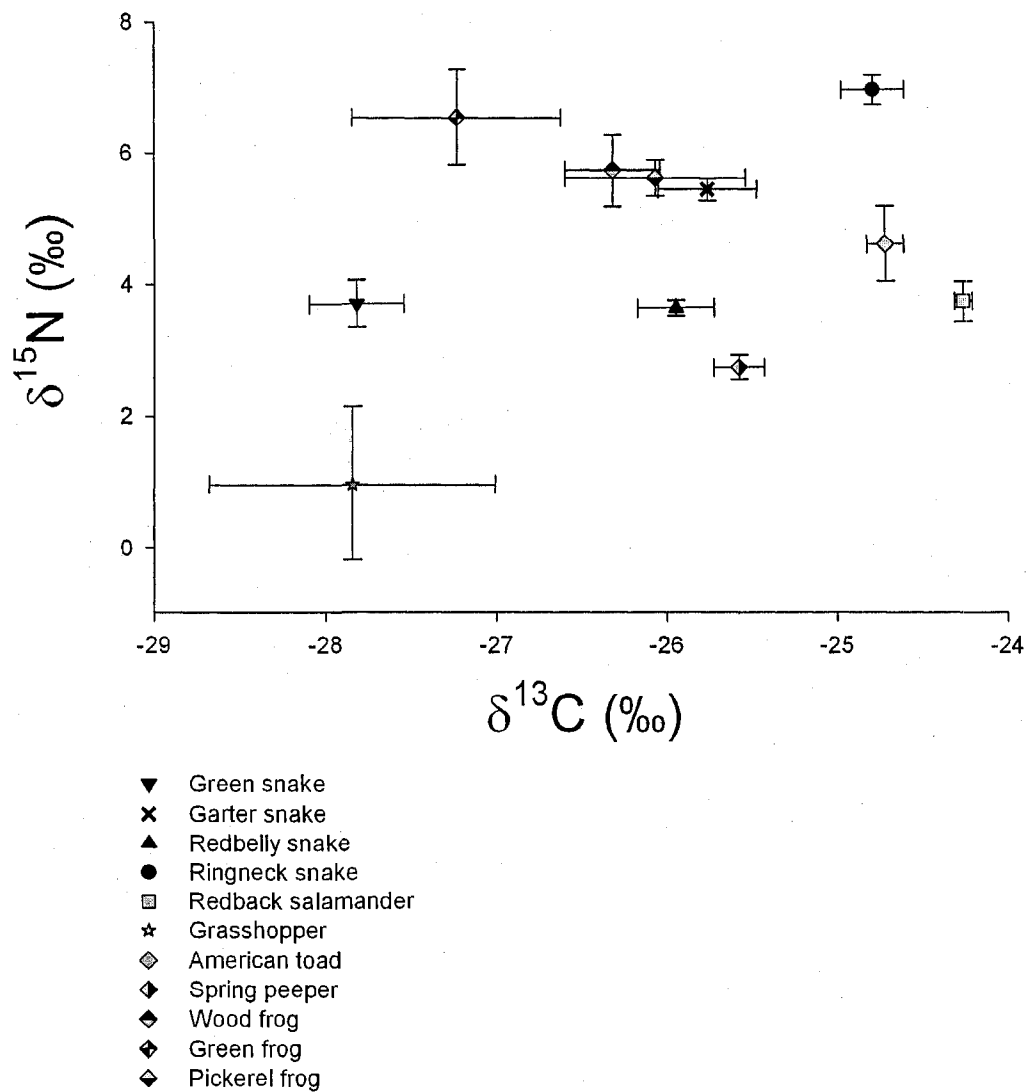 8
6
4
2
0
δ15N (‰)
-29
-28
-27
-26
-25
-24
δ13C (‰)
Green snake
Garter snake
Redbelly snake
Ringneck snake
Redback salamander
Grasshopper
American toad
Spring peeper
Wood frog
Green frog
Pickerel frog